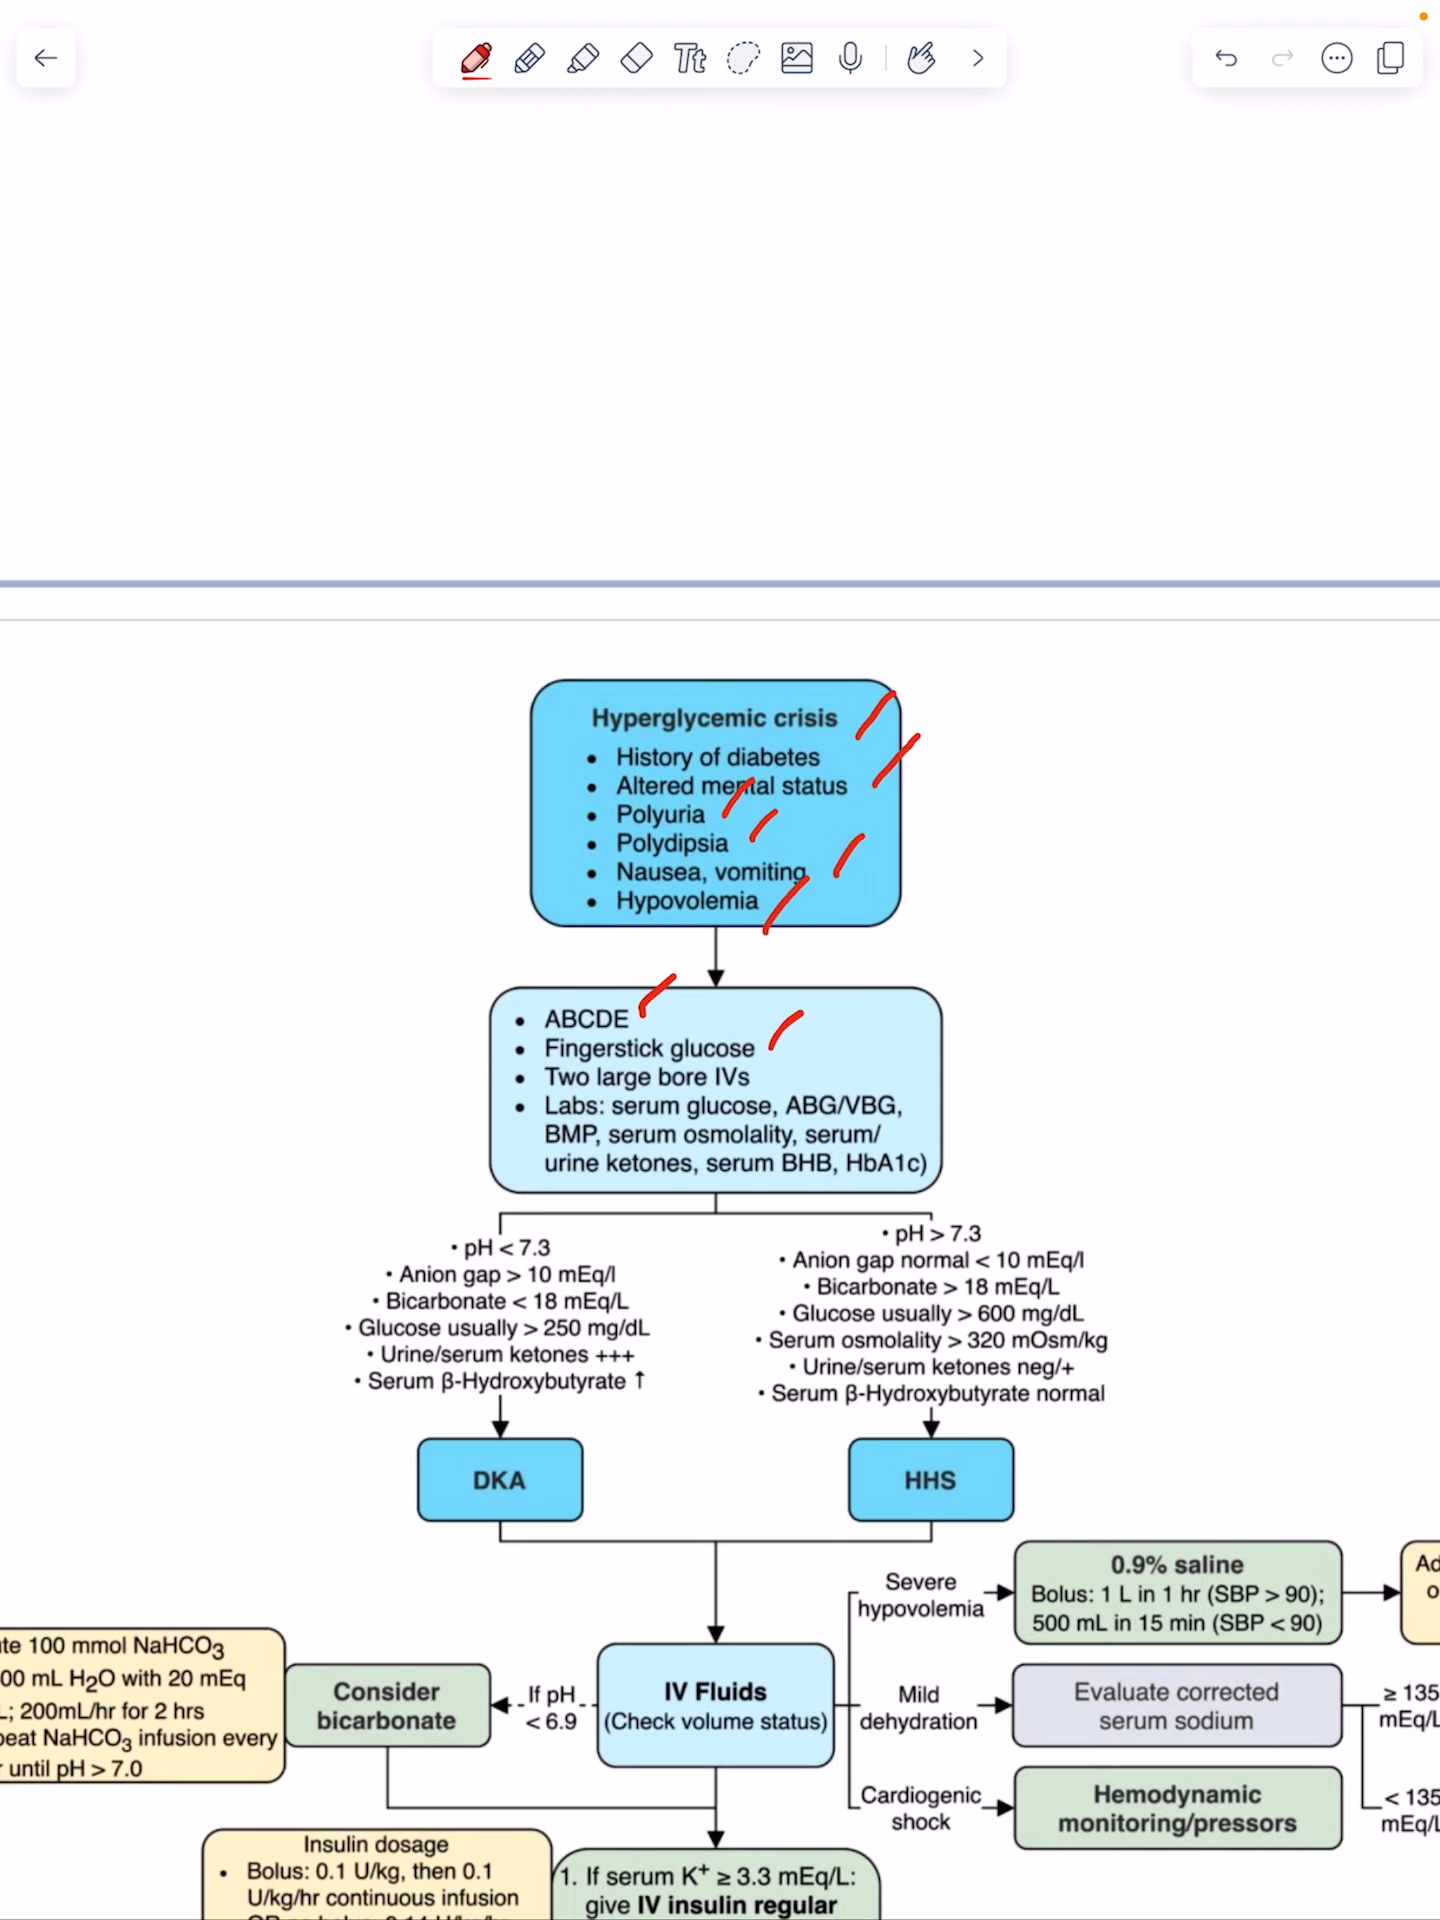 Tt
Hyperglycemic crisis
• History of diabetes
• Altered mental status
• Polyuria
• Polydipsia
• Nausea, vomiting
• Hypovolemia
• ABCDE
• Fingerstick glucose
• Two large bore IVs
• Labs: serum glucose, ABG/VBG,
BMP, serum osmolality, serum/
urine ketones, serum BHB, HbA1c)
• pH < 7.3
• Anion gap > 10 mEq/l
• Bicarbonate < 18 mEq/L
• Glucose usually > 250 mg/dL
• Urine/serum ketones +++
• Serum β-Hydroxybutyrate ↑
• pH > 7.3
• Anion gap normal < 10 mEq/l
• Bicarbonate > 18 mEq/L
• Glucose usually > 600 mg/dL
• Serum osmolality > 320 mOsm/kg
• Urine/serum ketones neg/+
• Serum β-Hydroxybutyrate normal
DKA
HHS
Severe
hypovolemia
0.9% saline
Bolus: 1 L in 1 hr (SBP > 90);
500 mL in 15 min (SBP < 90)
100 mmol NaHCO3
mL H2O with 20 mEq
200mL/hr for 2 hrs
NaHCO3 infusion every
until pH > 7.0
Consider
bicarbonate
If pH
< 6.9
IV Fluids
(Check volume status)
Mild
dehydration
Evaluate corrected
serum sodium
≥ 135
mEq/L
Cardiogenic
shock
Hemodynamic
monitoring/pressors
< 135
mEq/L
Insulin dosage
• Bolus: 0.1 U/kg, then 0.1
U/kg/hr continuous infusion
1. If serum K+ ≥ 3.3 mEq/L:
give IV insulin regular